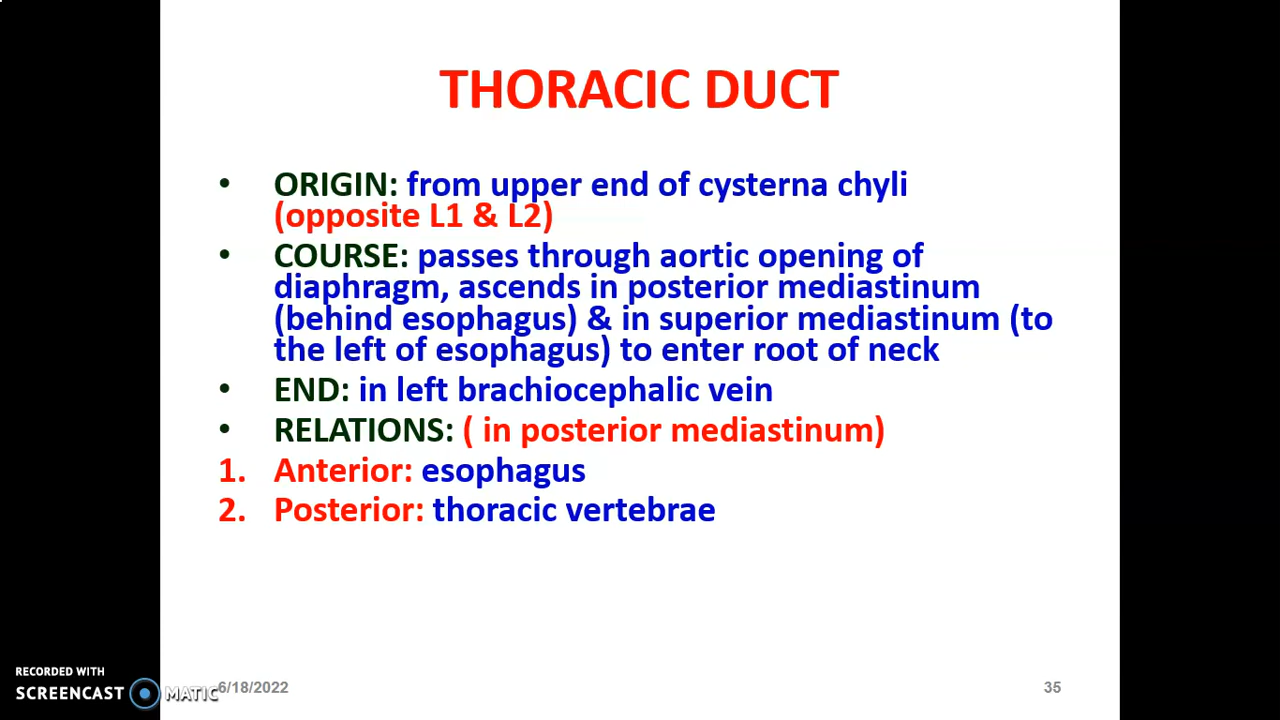 THORACIC DUCT
• ORIGIN: from upper end of cysterna chyli
(opposite L1 & L2)
• COURSE: passes through aortic opening of
diaphragm, ascends in posterior mediastinum
(behind esophagus) & in superior mediastinum (to
the left of esophagus) to enter root of neck
• END: in left brachiocephalic vein
• RELATIONS: ( in posterior mediastinum)
1. Anterior: esophagus
2. Posterior: thoracic vertebrae
RECORDED WITH
SCREENCAST MATIC
6/18/2022
35